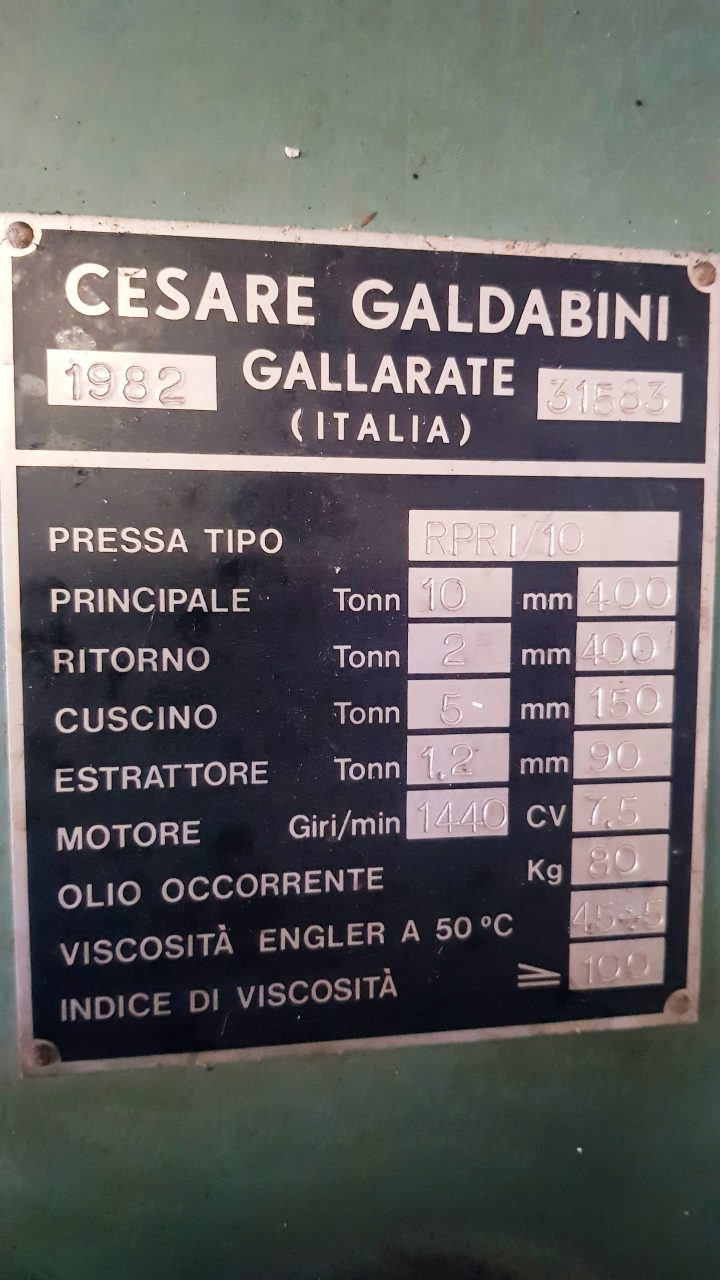 CESARE GALDABINI
1982 GALLARATE 31583
(ITALIA)
PRESSA TIPO RPR1/10
PRINCIPALE Tonn 10 mm 400
RITORNO Tonn 2 mm 400
CUSCINO Tonn 5 mm 150
ESTRATTORE Tonn 1.2 mm 90
MOTORE Giri/min 1440 CV 7.5
OLIO OCCORRENTE Kg 80
VISCOSITÀ ENGLER A 50 °C 4.5÷5
INDICE DI VISCOSITÀ ≥ 100